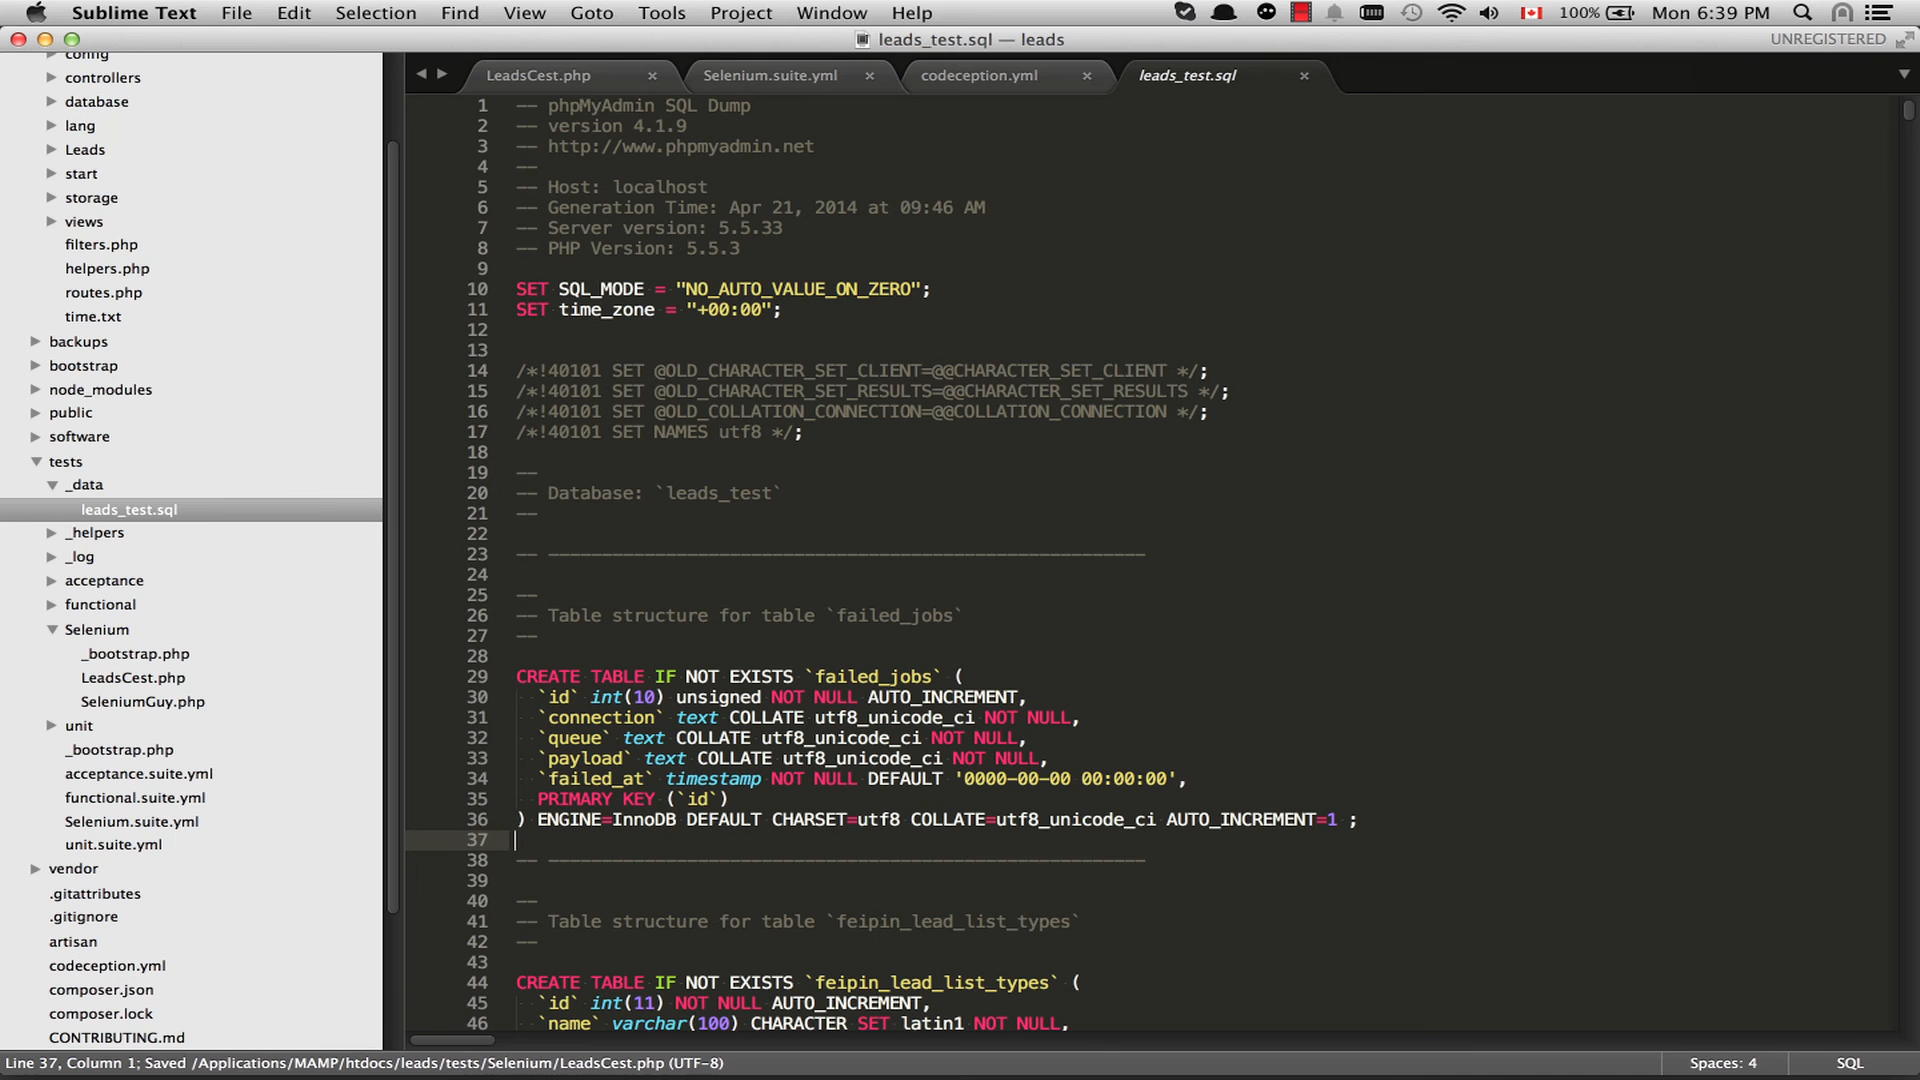 Sublime Text File Edit Selection Find View Goto Tools Project Window Help 100% Mon 6:39 PM
leads_test.sql — leads UNREGISTERED
config
controllers
database
lang
Leads
start
storage
views
filters.php
helpers.php
routes.php
time.txt
backups
bootstrap
node_modules
public
software
tests
_data
leads_test.sql
_helpers
_log
acceptance
functional
Selenium
_bootstrap.php
LeadsCest.php
SeleniumGuy.php
unit
_bootstrap.php
acceptance.suite.yml
functional.suite.yml
Selenium.suite.yml
unit.suite.yml
vendor
.gitattributes
.gitignore
artisan
codeception.yml
composer.json
composer.lock
CONTRIBUTING.md
LeadsCest.php × Selenium.suite.yml × codeception.yml × leads_test.sql ×
1 -- phpMyAdmin SQL Dump
2 -- version 4.1.9
3 -- http://www.phpmyadmin.net
4 --
5 -- Host: localhost
6 -- Generation Time: Apr 21, 2014 at 09:46 AM
7 -- Server version: 5.5.33
8 -- PHP Version: 5.5.3
9
10 SET SQL_MODE = "NO_AUTO_VALUE_ON_ZERO";
11 SET time_zone = "+00:00";
12
13
14 /*!40101 SET @OLD_CHARACTER_SET_CLIENT=@@CHARACTER_SET_CLIENT */;
15 /*!40101 SET @OLD_CHARACTER_SET_RESULTS=@@CHARACTER_SET_RESULTS */;
16 /*!40101 SET @OLD_COLLATION_CONNECTION=@@COLLATION_CONNECTION */;
17 /*!40101 SET NAMES utf8 */;
18
19 --
20 -- Database: `leads_test`
21 --
22
23 -- --------------------------------------------------------
24
25 --
26 -- Table structure for table `failed_jobs`
27 --
28
29 CREATE TABLE IF NOT EXISTS `failed_jobs` (
30 `id` int(10) unsigned NOT NULL AUTO_INCREMENT,
31 `connection` text COLLATE utf8_unicode_ci NOT NULL,
32 `queue` text COLLATE utf8_unicode_ci NOT NULL,
33 `payload` text COLLATE utf8_unicode_ci NOT NULL,
34 `failed_at` timestamp NOT NULL DEFAULT '0000-00-00 00:00:00',
35 PRIMARY KEY (`id`)
36 ) ENGINE=InnoDB DEFAULT CHARSET=utf8 COLLATE=utf8_unicode_ci AUTO_INCREMENT=1 ;
37
38 -- --------------------------------------------------------
39
40 --
41 -- Table structure for table `feipin_lead_list_types`
42 --
43
44 CREATE TABLE IF NOT EXISTS `feipin_lead_list_types` (
45 `id` int(11) NOT NULL AUTO_INCREMENT,
46 `name` varchar(100) CHARACTER SET latin1 NOT NULL,
Line 37, Column 1; Saved /Applications/MAMP/htdocs/leads/tests/Selenium/LeadsCest.php (UTF-8) Spaces: 4 SQL